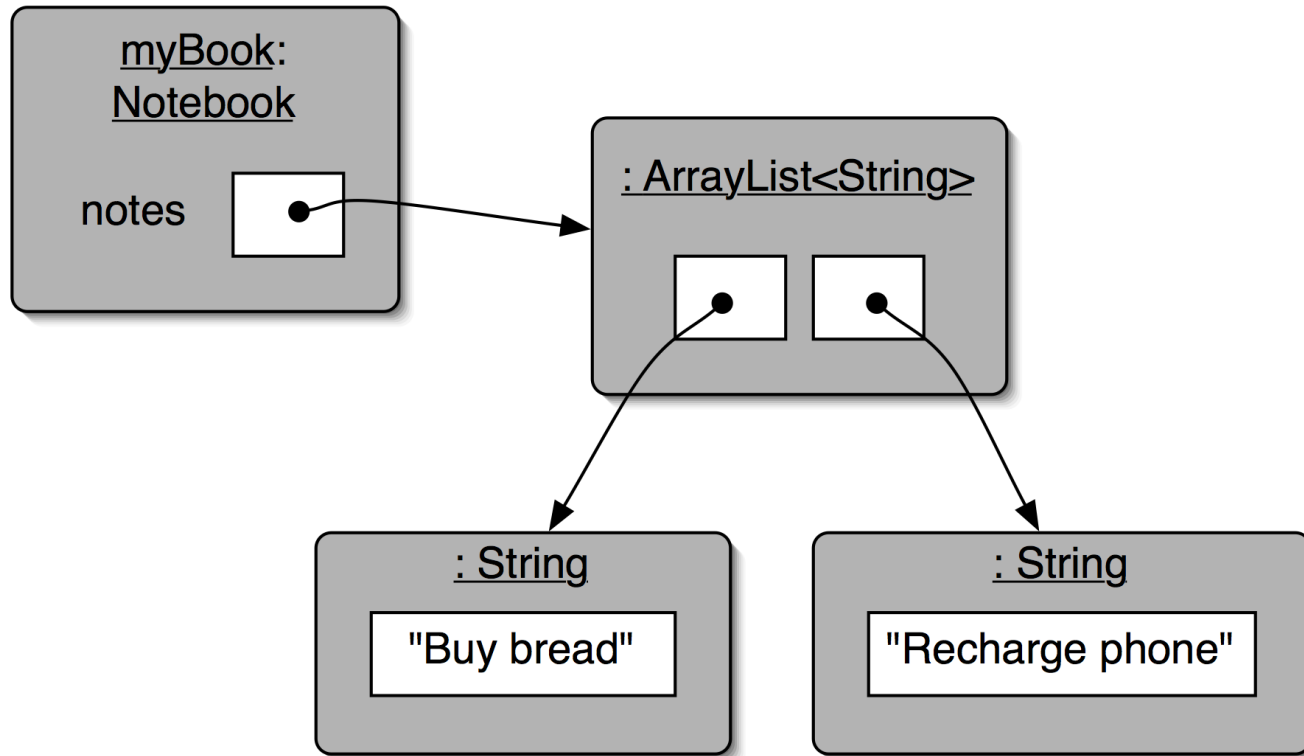 myBook:
Notebook
notes
: ArrayList<String>
: String
"Buy bread"
: String
"Recharge phone"